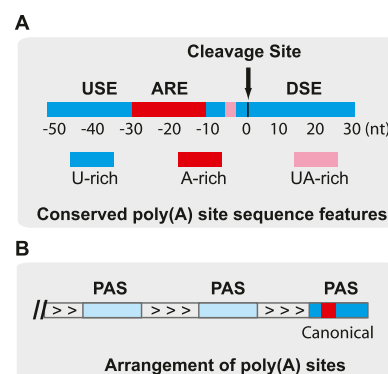 A
Cleavage Site
USE ARE DSE
-50 -40 -30 -20 -10 0 10 20 30 (nt)
U-rich A-rich UA-rich
Conserved poly(A) site sequence features
B
PAS PAS PAS
// > > > > > > > >
Canonical
Arrangement of poly(A) sites